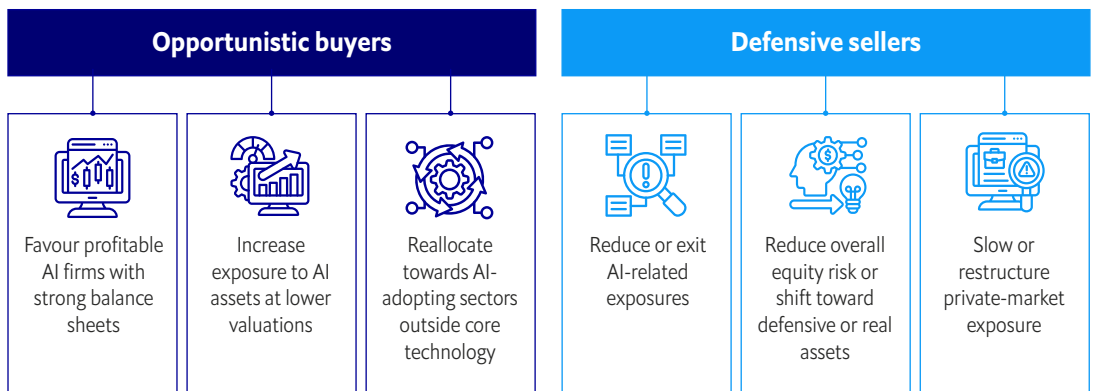 Opportunistic buyers
Favour profitable
AI firms with
strong balance
sheets
Increase
exposure to AI
assets at lower
valuations
Reallocate
towards AI-
adopting sectors
outside core
technology
Defensive sellers
Reduce or exit
AI-related
exposures
Reduce overall
equity risk or
shift toward
defensive or real
assets
Slow or
restructure
private-market
exposure